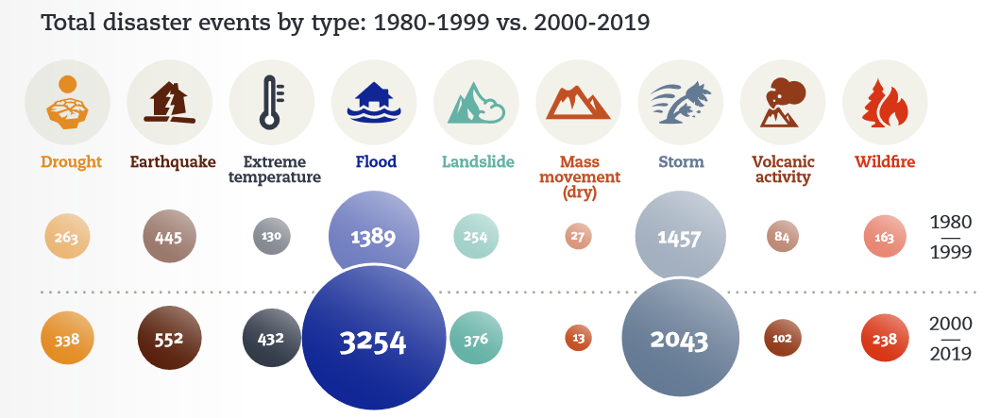 Total disaster events by type: 1980-1999 vs. 2000-2019
Drought
Earthquake
Extreme
temperature
Flood
Landslide
Mass
movement
(dry)
Storm
Volcanic
activity
Wildfire
263
445
130
1389
254
27
1457
84
163
1980
1999
338
552
432
3254
376
13
2043
102
238
2000
2019